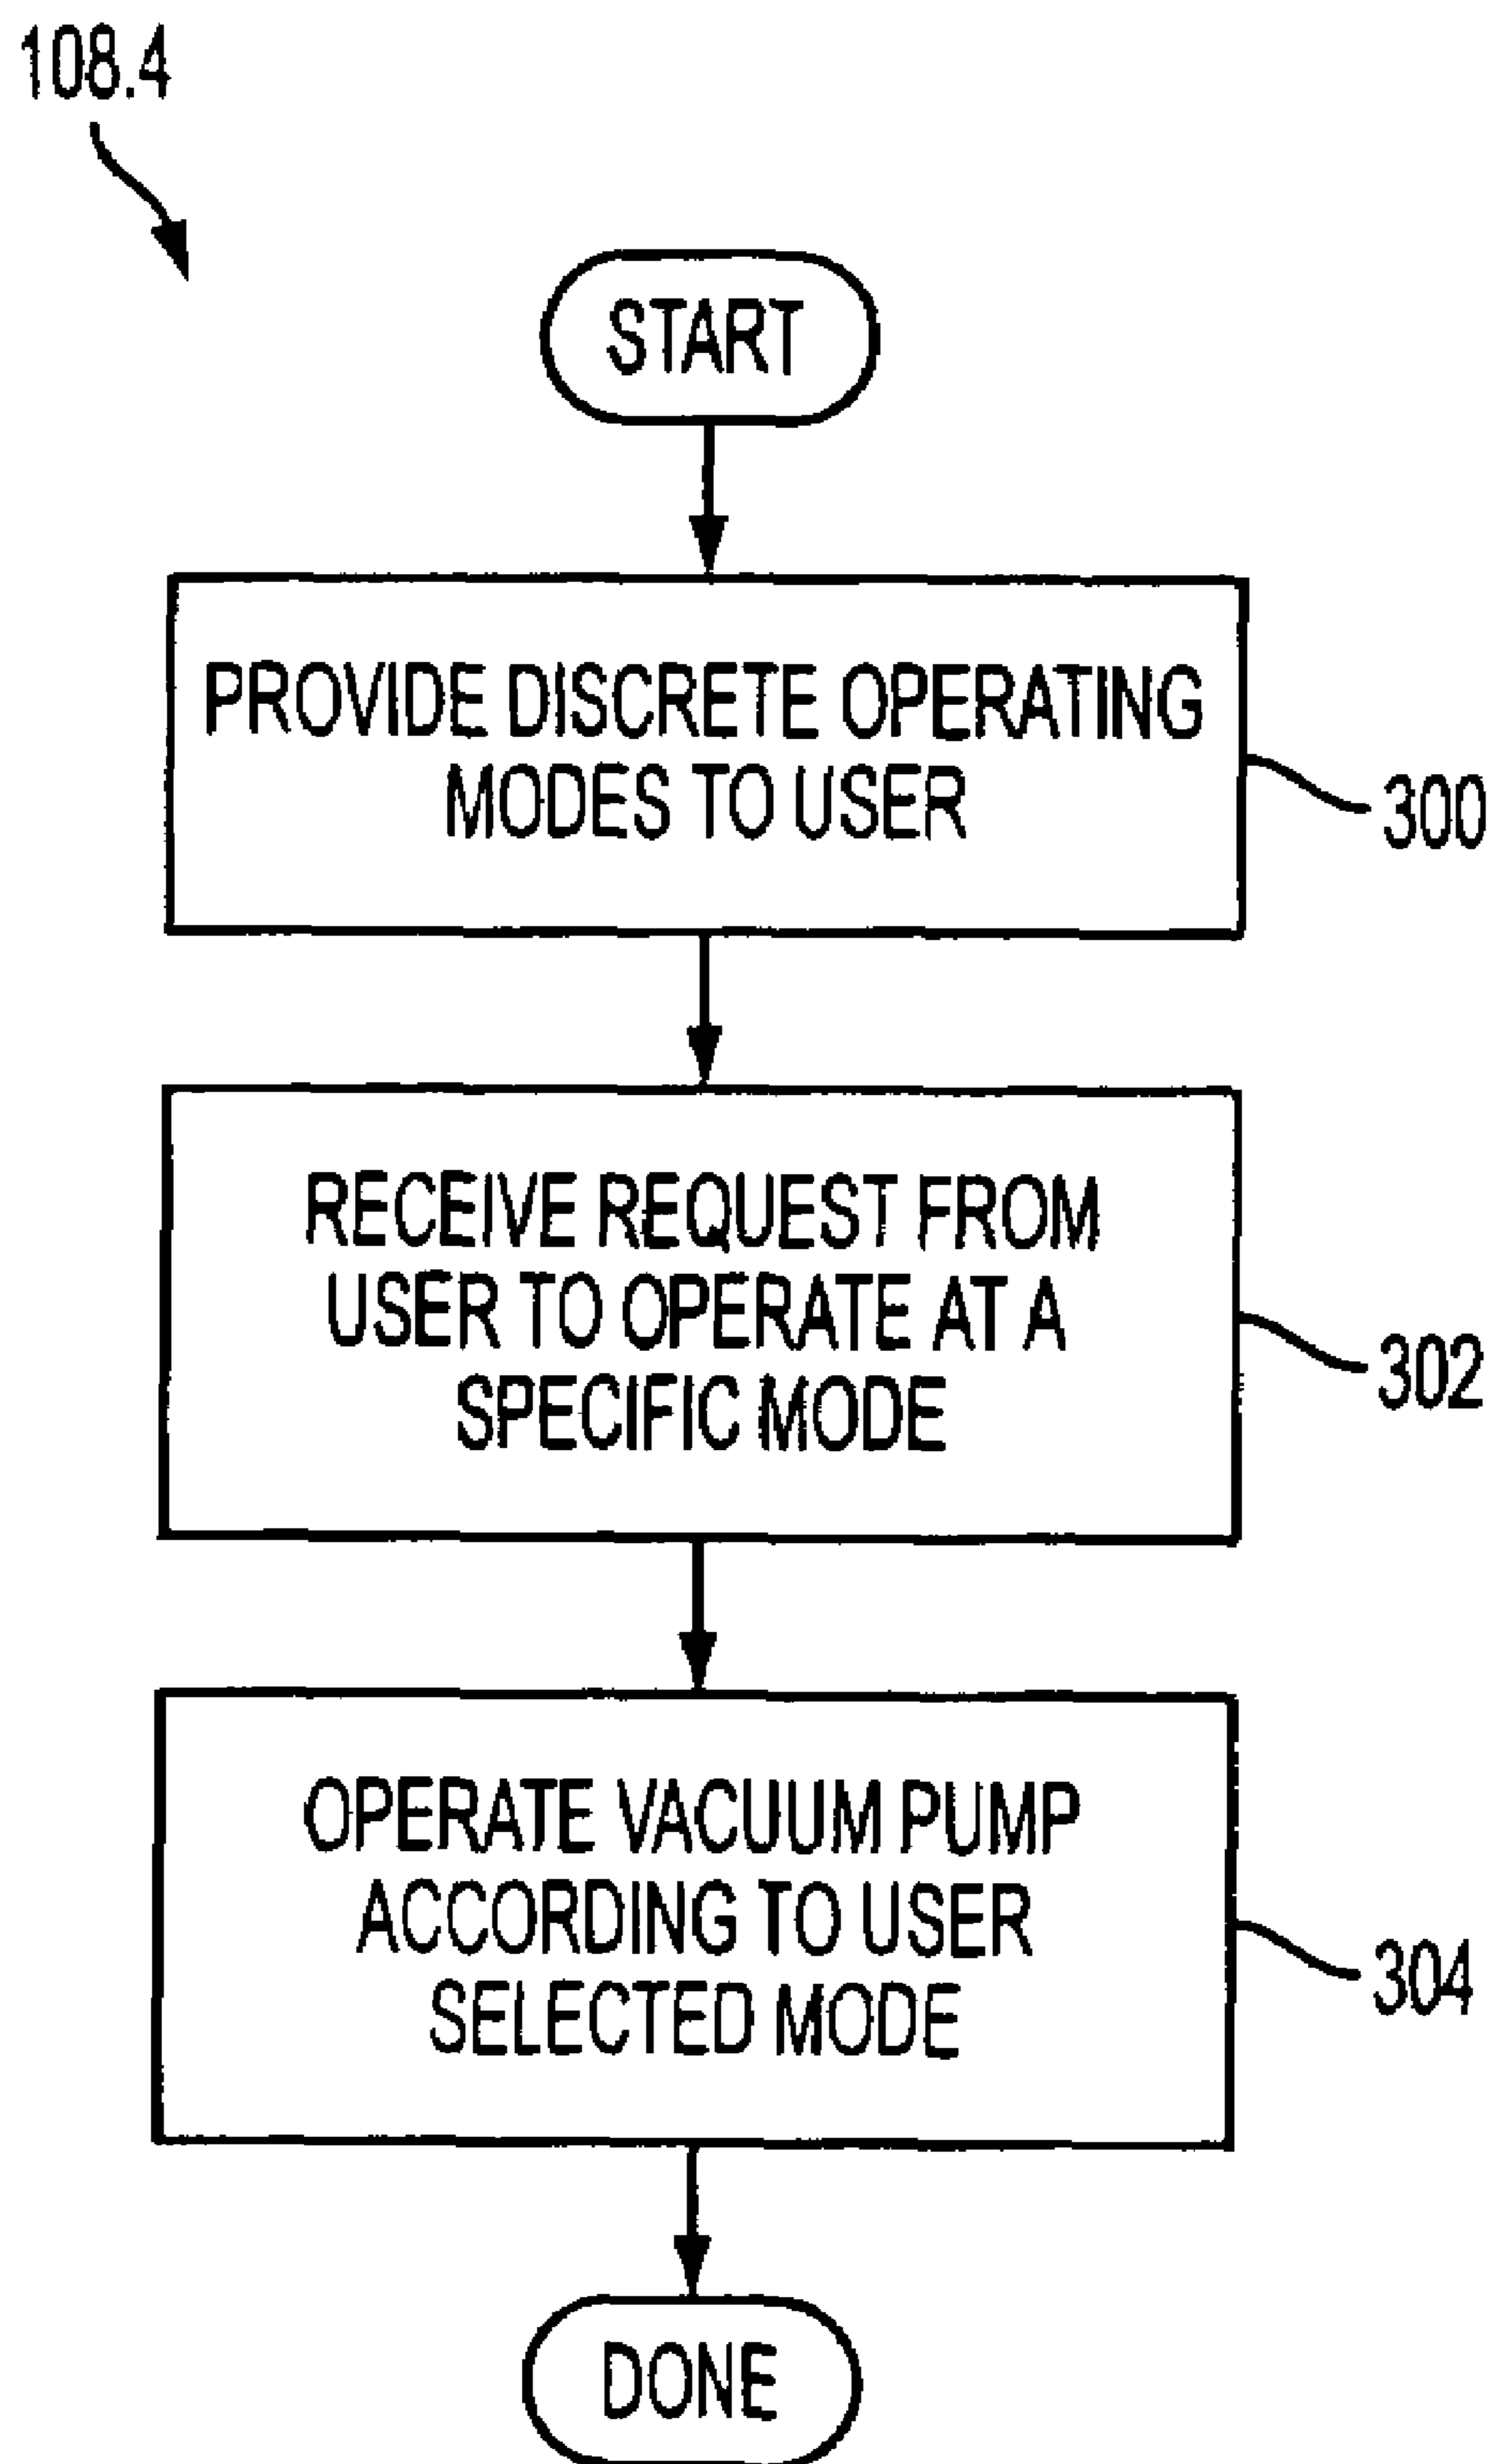 108.4
START
PROVIDE DISCRETE OPERATING
MODES TO USER
300
RECEIVE REQUEST FROM
USER TO OPERATE AT A
SPECIFIC MODE
302
OPERATE VACUUM PUMP
ACCORDING TO USER
SELECTED MODE
304
DONE